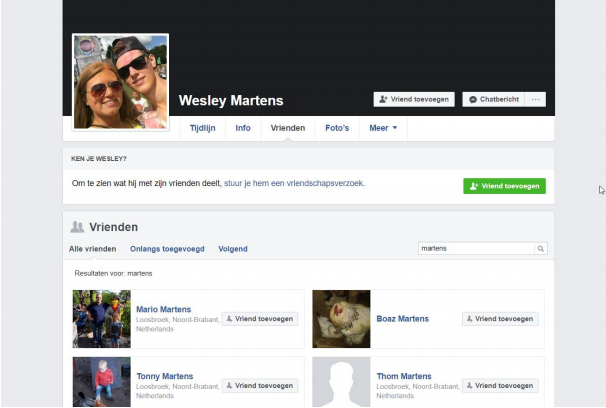 Wesley Martens
Vriend toevoegen
Chatbericht ···
Tijdlijn Info Vrienden Foto's Meer
KEN JE WESLEY?
Om te zien wat hij met zijn vrienden deelt, stuur je hem een vriendschapsverzoek.
Vriend toevoegen
Vrienden
Alle vrienden Onlangs toegevoegd Volgend
martens
Resultaten voor: martens
Mario Martens
Loosbroek, Noord-Brabant,
Netherlands
Vriend toevoegen
Boaz Martens
Vriend toevoegen
Tonny Martens
Loosbroek, Noord-Brabant,
Netherlands
Vriend toevoegen
Thom Martens
Loosbroek, Noord-Brabant,
Netherlands
Vriend toevoegen